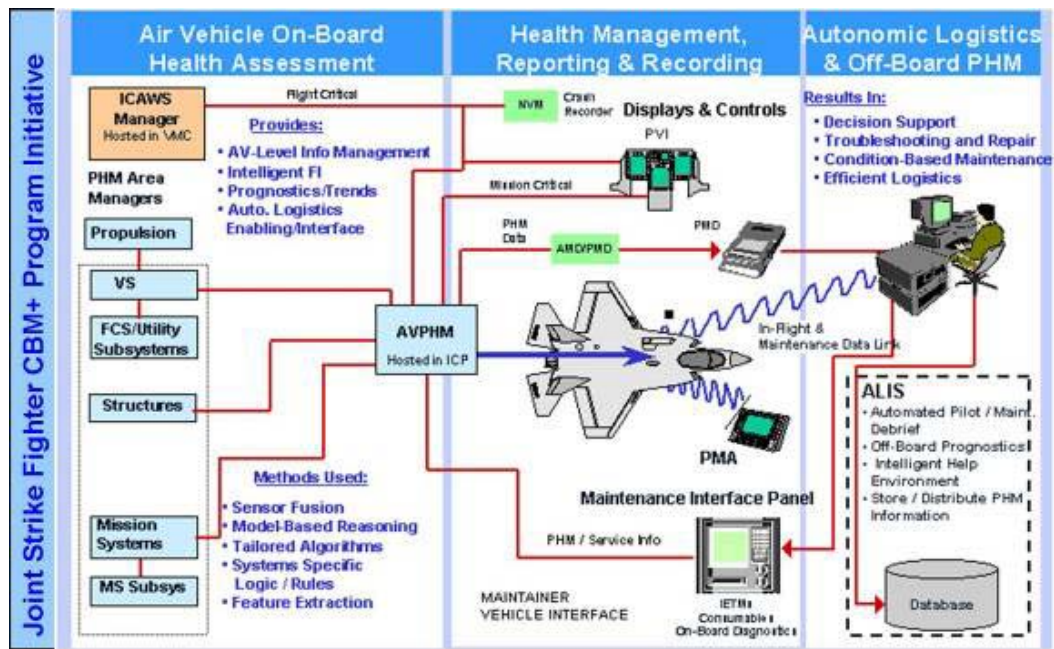 Joint Strike Fighter CBM+ Program Initiative
Air Vehicle On-Board
Health Assessment
ICAWS
Manager
Hosted in VMC
Flight Critical
Provides:
• AV-Level Info Management
• Intelligent FI
• Prognostics/Trends
• Auto. Logistics
Enabling/Interface
PHM Area
Managers
Propulsion
VS
FCS/Utility
Subsystems
Structures
Mission
Systems
MS Subsys
AVPHM
Hosted in ICP
Methods Used:
• Sensor Fusion
• Model-Based Reasoning
• Tailored Algorithms
• Systems Specific
Logic / Rules
• Feature Extraction
Health Management,
Reporting & Recording
NVM
Crash
Recorder
Displays & Controls
PVI
Mission Critical
PHM
Data
AMD/PMD
PMD
In-Flight &
Maintenance Data Link
PMA
Maintenance Interface Panel
PHM / Service Info
MAINTAINER
VEHICLE INTERFACE
IETMs
Consumables
On-Board Diagnostics
Autonomic Logistics
& Off-Board PHM
Results In:
• Decision Support
• Troubleshooting and Repair
• Condition-Based Maintenance
• Efficient Logistics
ALIS
• Automated Pilot / Maint.
Debrief
• Off-Board Prognostics
• Intelligent Help
Environment
• Store / Distribute PHM
Information
Database